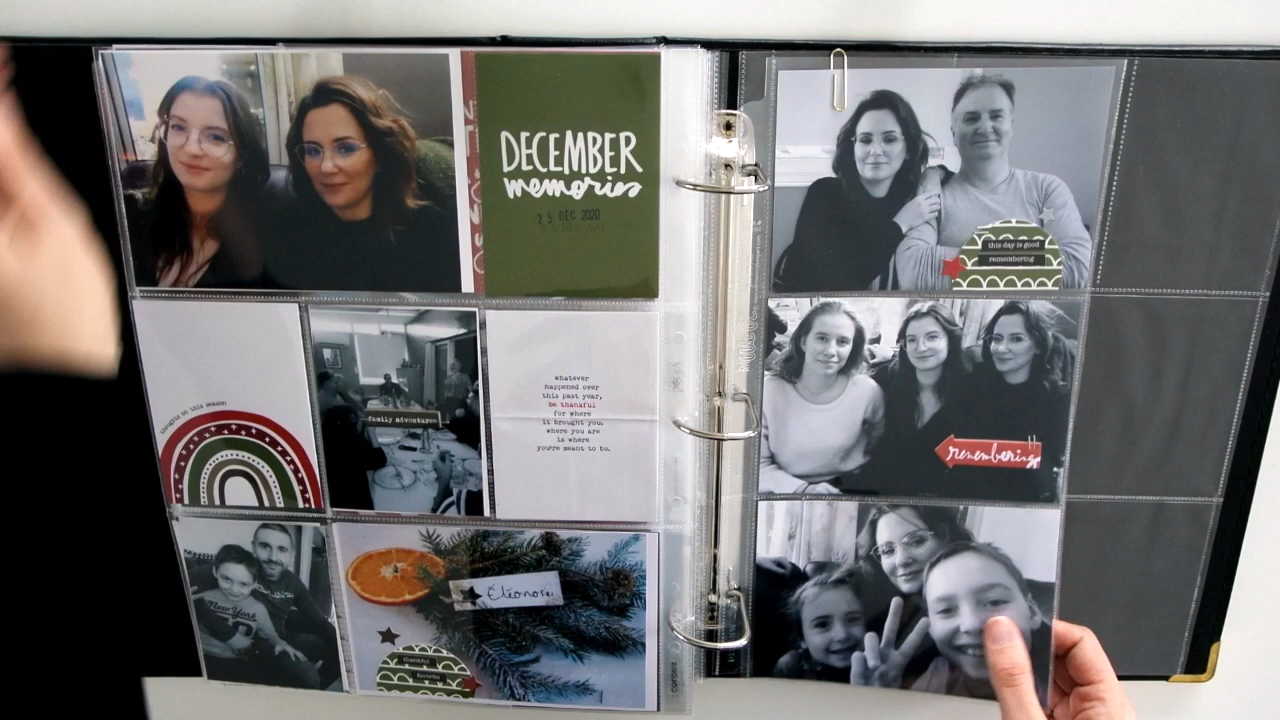 DECEMBER
memories
25 DEC 2020
thoughts on this season
family adventures
whatever
happened over
this past year,
be thankful
for where
it brought you.
where you are
is where
you're meant to be.
New York
Eleonora
thankful
favorite
this day is good
remembering
remembering